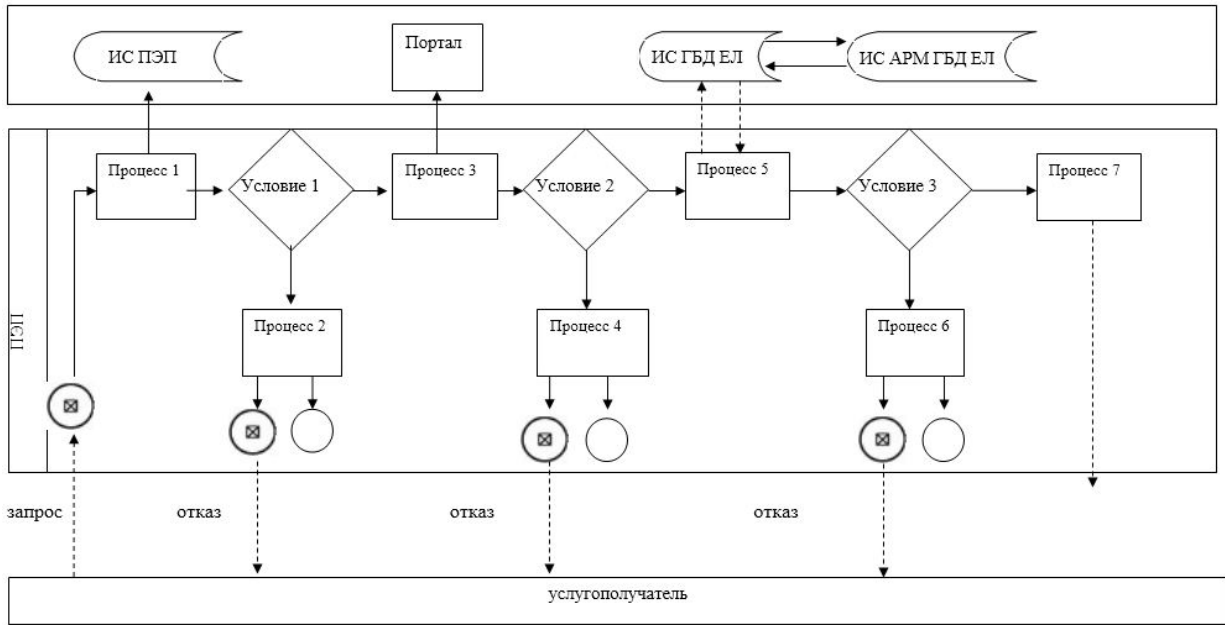 ИС ПЭП
Портал
ИС ГБД ЕЛ
ИС АРМ ГБД ЕЛ
Процесс 1
Условие 1
Процесс 3
Условие 2
Процесс 5
Условие 3
Процесс 7
Процесс 2
Процесс 4
Процесс 6
ПЭП
запрос
отказ
отказ
отказ
услугополучатель